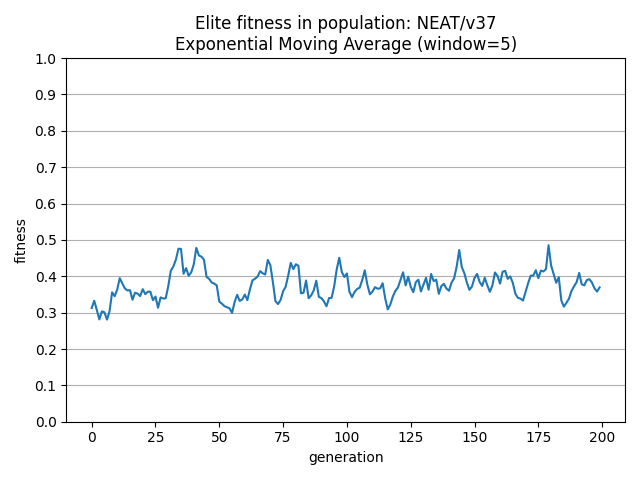 Elite fitness in population: NEAT/v37
Exponential Moving Average (window=5)
1.0
0.9
0.8
0.7
0.6
0.5
0.4
0.3
0.2
0.1
0.0
fitness
0 25 50 75 100 125 150 175 200
generation